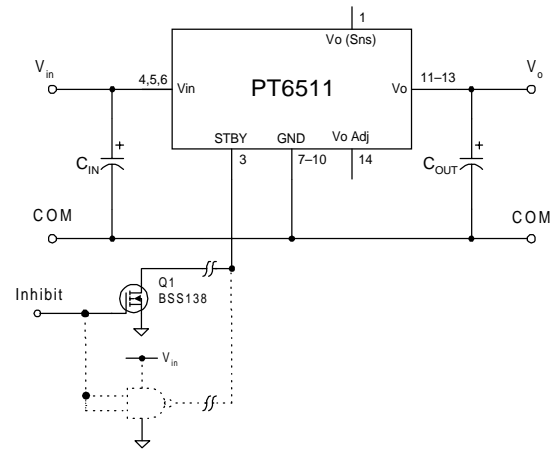 1
Vo (Sns)
Vin
4,5,6
Vin
PT6511
Vo
11–13
Vo
STBY
GND
Vo Adj
3
7–10
14
CIN
+
COUT
+
COM
COM
Q1
BSS138
Inhibit
Vin